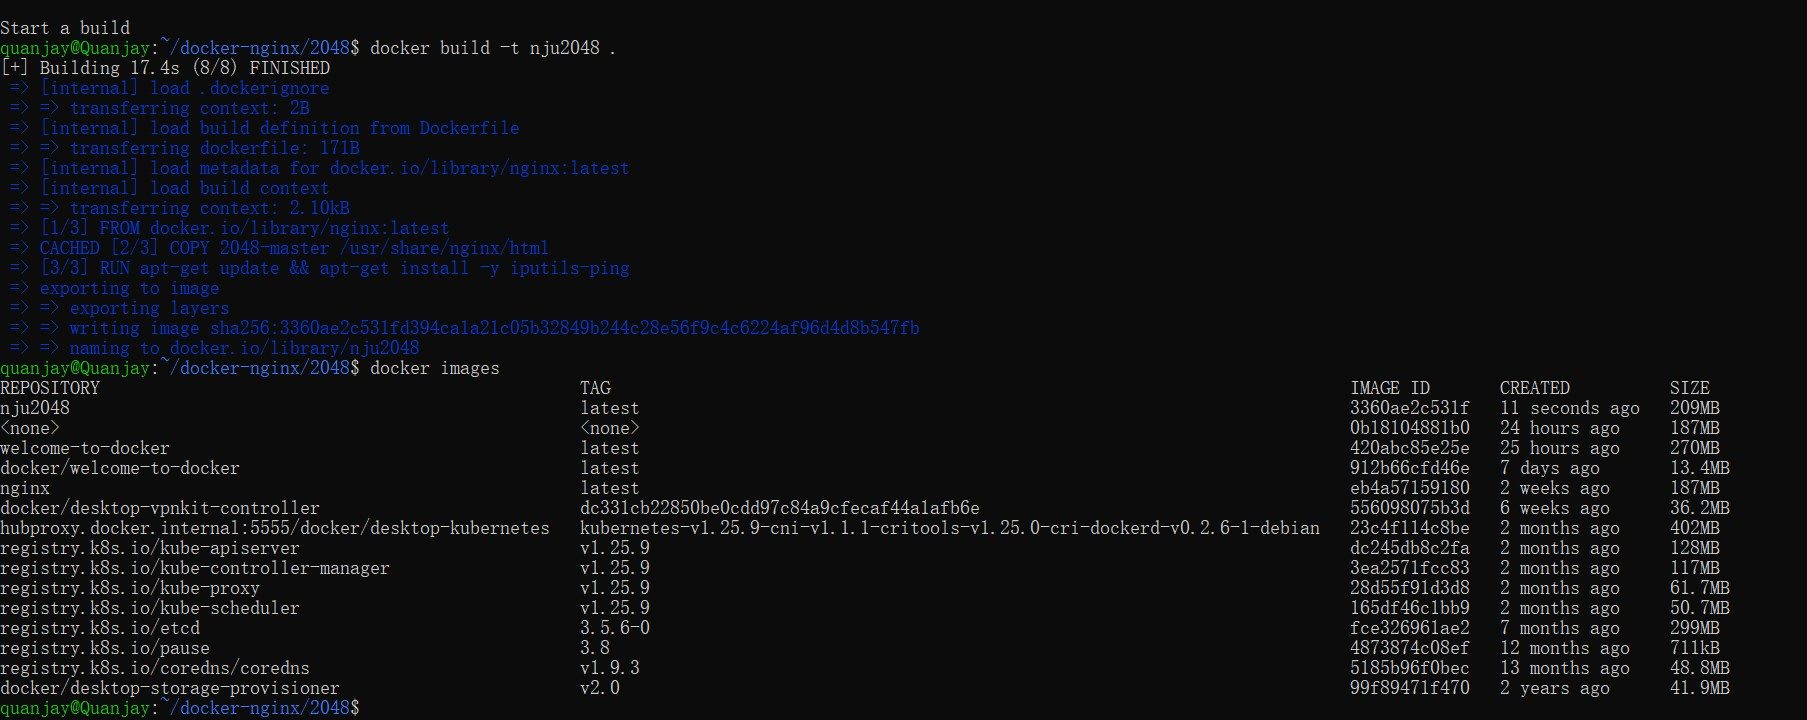 Start a build
quanjay@Quanjay:~/docker-nginx/2048$ docker build -t nju2048 .
[+] Building 17.4s (8/8) FINISHED
=> [internal] load .dockerignore
=> => transferring context: 2B
=> [internal] load build definition from Dockerfile
=> => transferring dockerfile: 171B
=> [internal] load metadata for docker.io/library/nginx:latest
=> [internal] load build context
=> => transferring context: 2.10kB
=> [1/3] FROM docker.io/library/nginx:latest
=> CACHED [2/3] COPY 2048-master /usr/share/nginx/html
=> [3/3] RUN apt-get update && apt-get install -y iputils-ping
=> exporting to image
=> => exporting layers
=> => writing image sha256:3360ae2c531fd394ca1a21c05b32849b244c28e56f9c4c6224af96d4d8b547fb
=> => naming to docker.io/library/nju2048
quanjay@Quanjay:~/docker-nginx/2048$ docker images
REPOSITORY TAG IMAGE ID CREATED SIZE
nju2048 latest 3360ae2c531f 11 seconds ago 209MB
<none> <none> 0b18104881b0 24 hours ago 187MB
welcome-to-docker latest 420abc85e25e 25 hours ago 270MB
docker/welcome-to-docker latest 912b66cfd46e 7 days ago 13.4MB
nginx latest eb4a57159180 2 weeks ago 187MB
docker/desktop-vpnkit-controller dc331cb22850be0cdd97c84a9cfecaf44a1afb6e 556098075b3d 6 weeks ago 36.2MB
hubproxy.docker.internal:5555/docker/desktop-kubernetes kubernetes-v1.25.9-cni-v1.1.1-critools-v1.25.0-cri-dockerd-v0.2.6-1-debian 23c4f114c8be 2 months ago 402MB
registry.k8s.io/kube-apiserver v1.25.9 dc245db8c2fa 2 months ago 128MB
registry.k8s.io/kube-controller-manager v1.25.9 3ea2571fcc83 2 months ago 117MB
registry.k8s.io/kube-proxy v1.25.9 28d55f91d3d8 2 months ago 61.7MB
registry.k8s.io/kube-scheduler v1.25.9 165df46c1bb9 2 months ago 50.7MB
registry.k8s.io/etcd 3.5.6-0 fce326961ae2 7 months ago 299MB
registry.k8s.io/pause 3.8 4873874c08ef 12 months ago 711kB
registry.k8s.io/coredns/coredns v1.9.3 5185b96f0bec 13 months ago 48.8MB
docker/desktop-storage-provisioner v2.0 99f89471f470 2 years ago 41.9MB
quanjay@Quanjay:~/docker-nginx/2048$